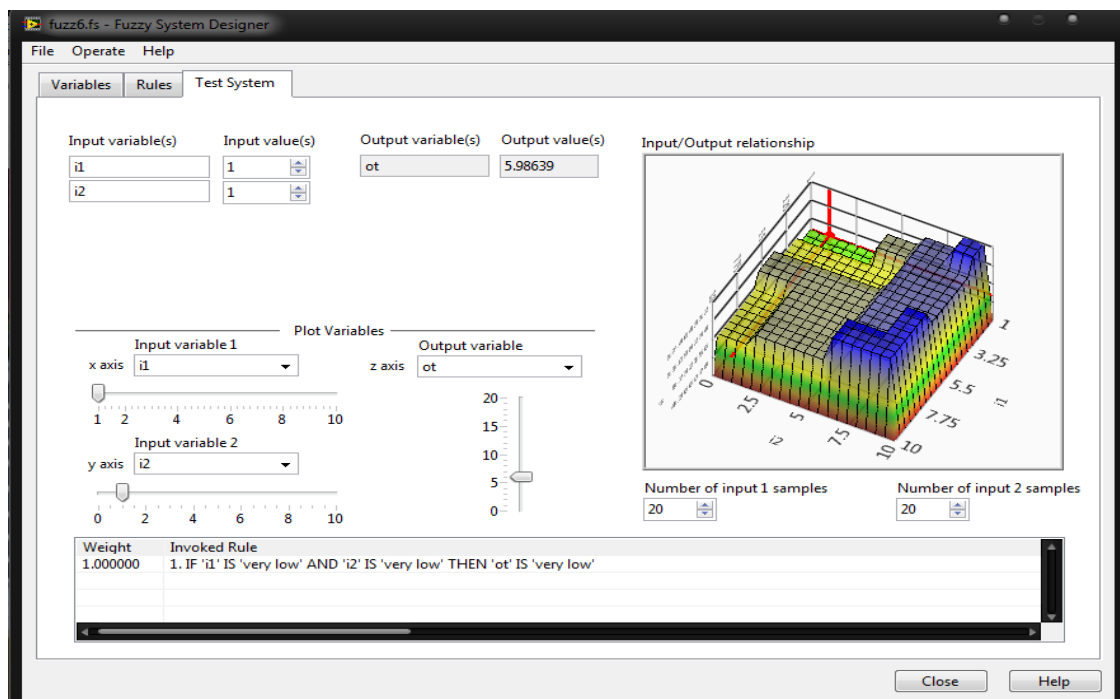 fuzz6.fs - Fuzzy System Designer
File Operate Help
Variables Rules Test System
Input variable(s) Input value(s) Output variable(s) Output value(s) Input/Output relationship
i1 1 ot 5.98639
i2 1
Plot Variables
Input variable 1 Output variable
x axis i1 z axis ot
1 2 4 6 8 10
Input variable 2
y axis i2
0 2 4 6 8 10
20
15
10
5
0
1
3.25
5.5
7.75
10
i1
0
2.5
5
7.5
10
i2
Number of input 1 samples Number of input 2 samples
20 20
Weight Invoked Rule
1.000000 1. IF 'i1' IS 'very low' AND 'i2' IS 'very low' THEN 'ot' IS 'very low'
Close Help